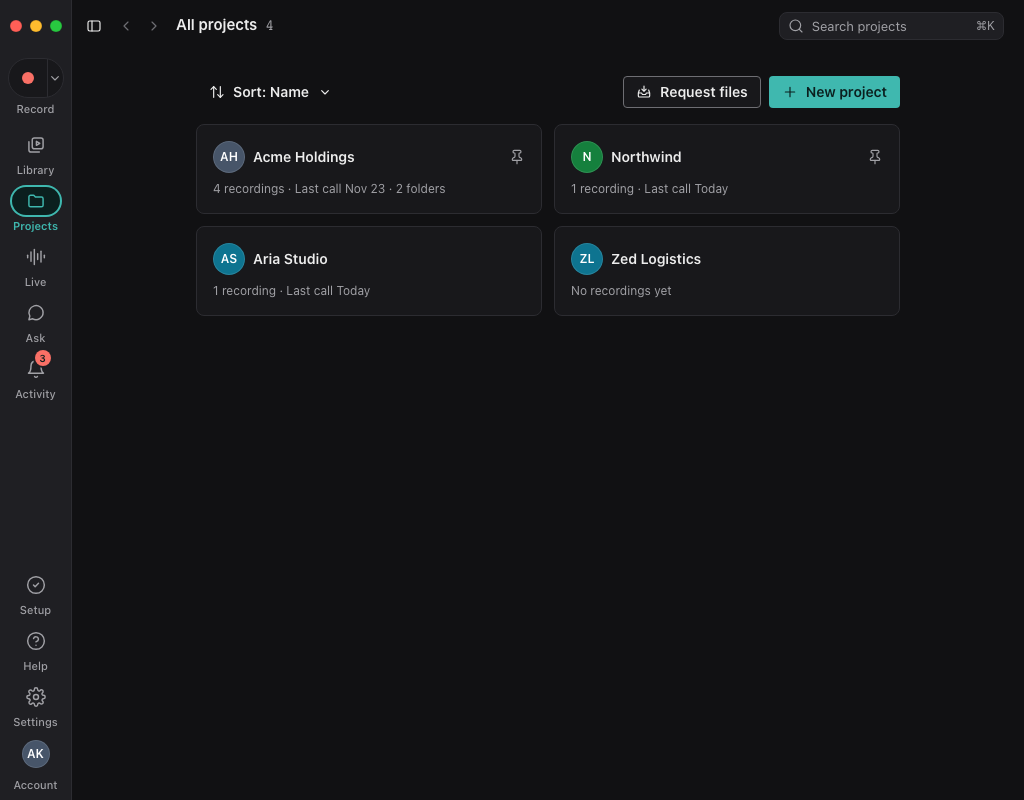 All projects 4
Search projects ⌘K
Record
Library
Projects
Live
Ask
3
Activity
Setup
Help
Settings
AK
Account
Sort: Name
Request files
New project
AH Acme Holdings
4 recordings · Last call Nov 23 · 2 folders
N Northwind
1 recording · Last call Today
AS Aria Studio
1 recording · Last call Today
ZL Zed Logistics
No recordings yet